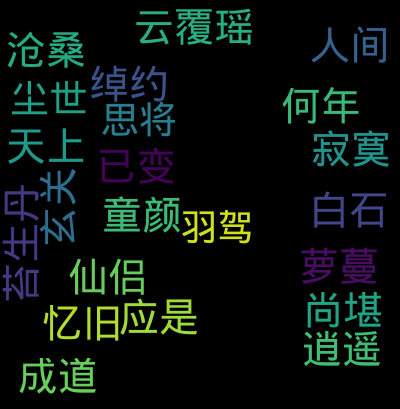 云覆瑶
沧桑
人间
绰约
尘世
何年
思将
天上
寂寞
已变
玄关
苔生丹
童颜
白石
羽驾
萝蔓
仙侣
尚堪
忆旧
应是
逍遥
成道